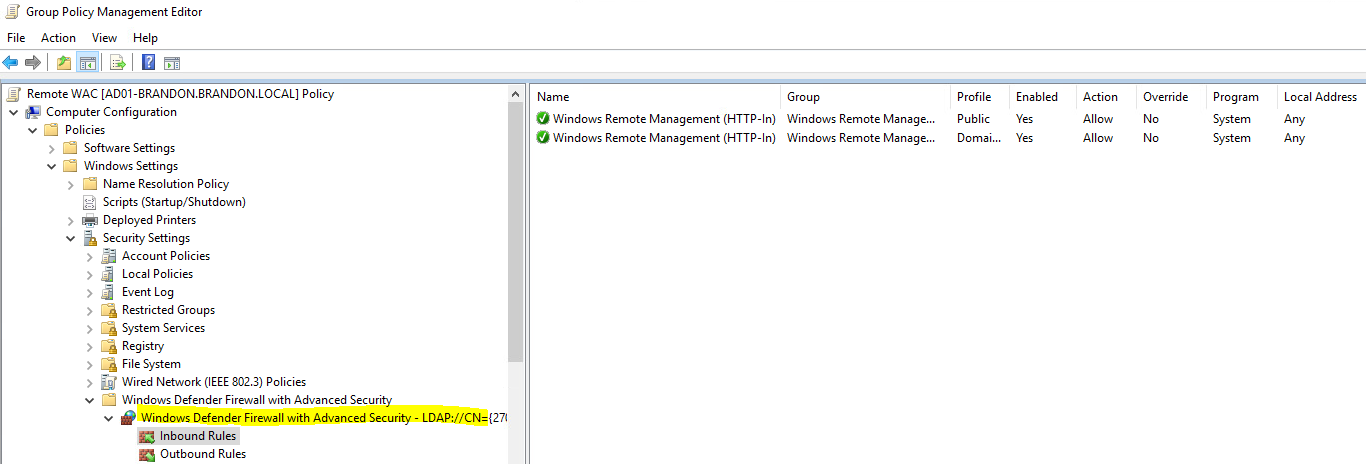 Group Policy Management Editor
File Action View Help
Remote WAC [AD01-BRANDON.BRANDON.LOCAL] Policy
Computer Configuration
Policies
Software Settings
Windows Settings
Name Resolution Policy
Scripts (Startup/Shutdown)
Deployed Printers
Security Settings
Account Policies
Local Policies
Event Log
Restricted Groups
System Services
Registry
File System
Wired Network (IEEE 802.3) Policies
Windows Defender Firewall with Advanced Security
Windows Defender Firewall with Advanced Security - LDAP://CN={270
Inbound Rules
Outbound Rules
Name Group Profile Enabled Action Override Program Local Address
Windows Remote Management (HTTP-In) Windows Remote Manage... Public Yes Allow No System Any
Windows Remote Management (HTTP-In) Windows Remote Manage... Domai... Yes Allow No System Any